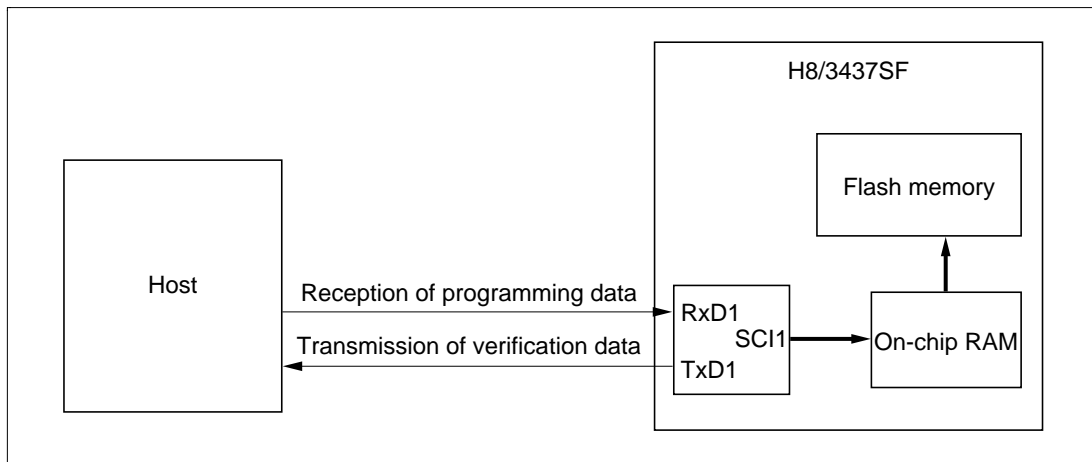 H8/3437SF
Flash memory
Host
Reception of programming data
RxD1
SCI1
On-chip RAM
Transmission of verification data
TxD1